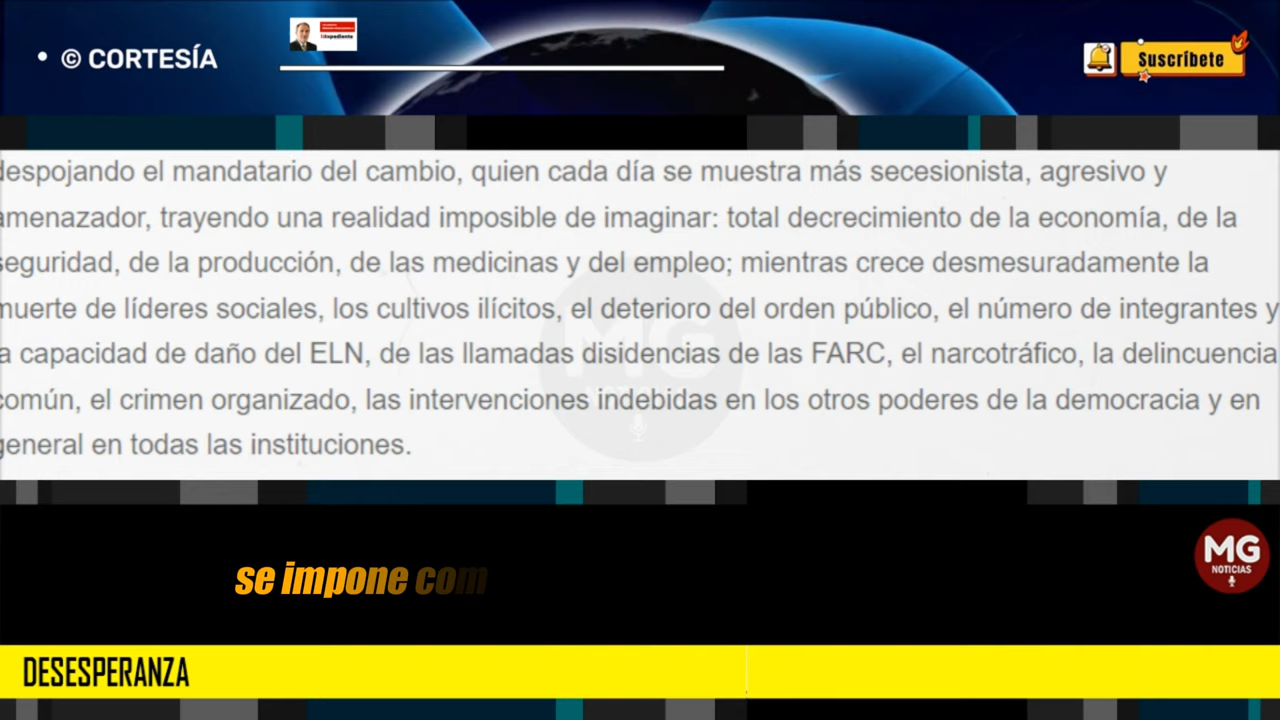 • © CORTESÍA
Expediente
Suscríbete
despojando el mandatario del cambio, quien cada día se muestra más secesionista, agresivo y
amenazador, trayendo una realidad imposible de imaginar: total decrecimiento de la economía, de la
seguridad, de la producción, de las medicinas y del empleo; mientras crece desmesuradamente la
muerte de líderes sociales, los cultivos ilícitos, el deterioro del orden público, el número de integrantes y
la capacidad de daño del ELN, de las llamadas disidencias de las FARC, el narcotráfico, la delincuencia
común, el crimen organizado, las intervenciones indebidas en los otros poderes de la democracia y en
general en todas las instituciones.
MG
se impone com
MG
NOTICIAS
DESESPERANZA